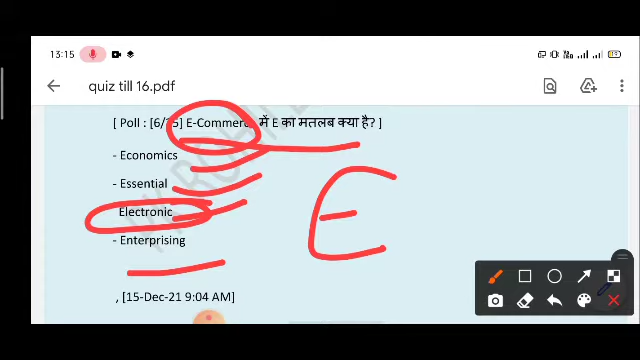 13:15
quiz till 16.pdf
[ Poll : [6/15] E-Commerce में E का मतलब क्या है? ]
- Economics
- Essential
Electronic
- Enterprising
E
, [15-Dec-21 9:04 AM]